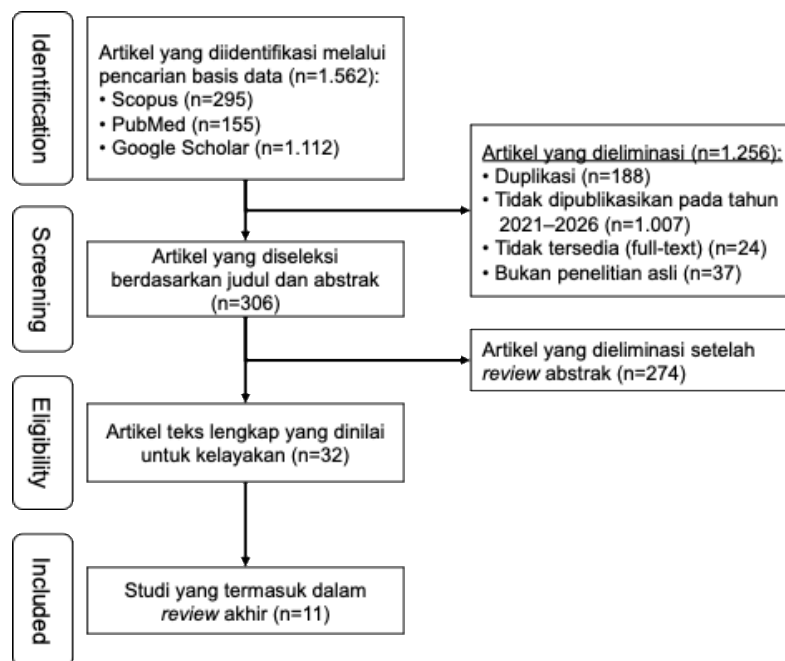 Identification
Artikel yang diidentifikasi melalui
pencarian basis data (n=1.562):
• Scopus (n=295)
• PubMed (n=155)
• Google Scholar (n=1.112)
Artikel yang dieliminasi (n=1.256):
• Duplikasi (n=188)
• Tidak dipublikasikan pada tahun
2021–2026 (n=1.007)
• Tidak tersedia (full-text) (n=24)
• Bukan penelitian asli (n=37)
Screening
Artikel yang diseleksi
berdasarkan judul dan abstrak
(n=306)
Artikel yang dieliminasi setelah
review abstrak (n=274)
Eligibility
Artikel teks lengkap yang dinilai
untuk kelayakan (n=32)
Included
Studi yang termasuk dalam
review akhir (n=11)